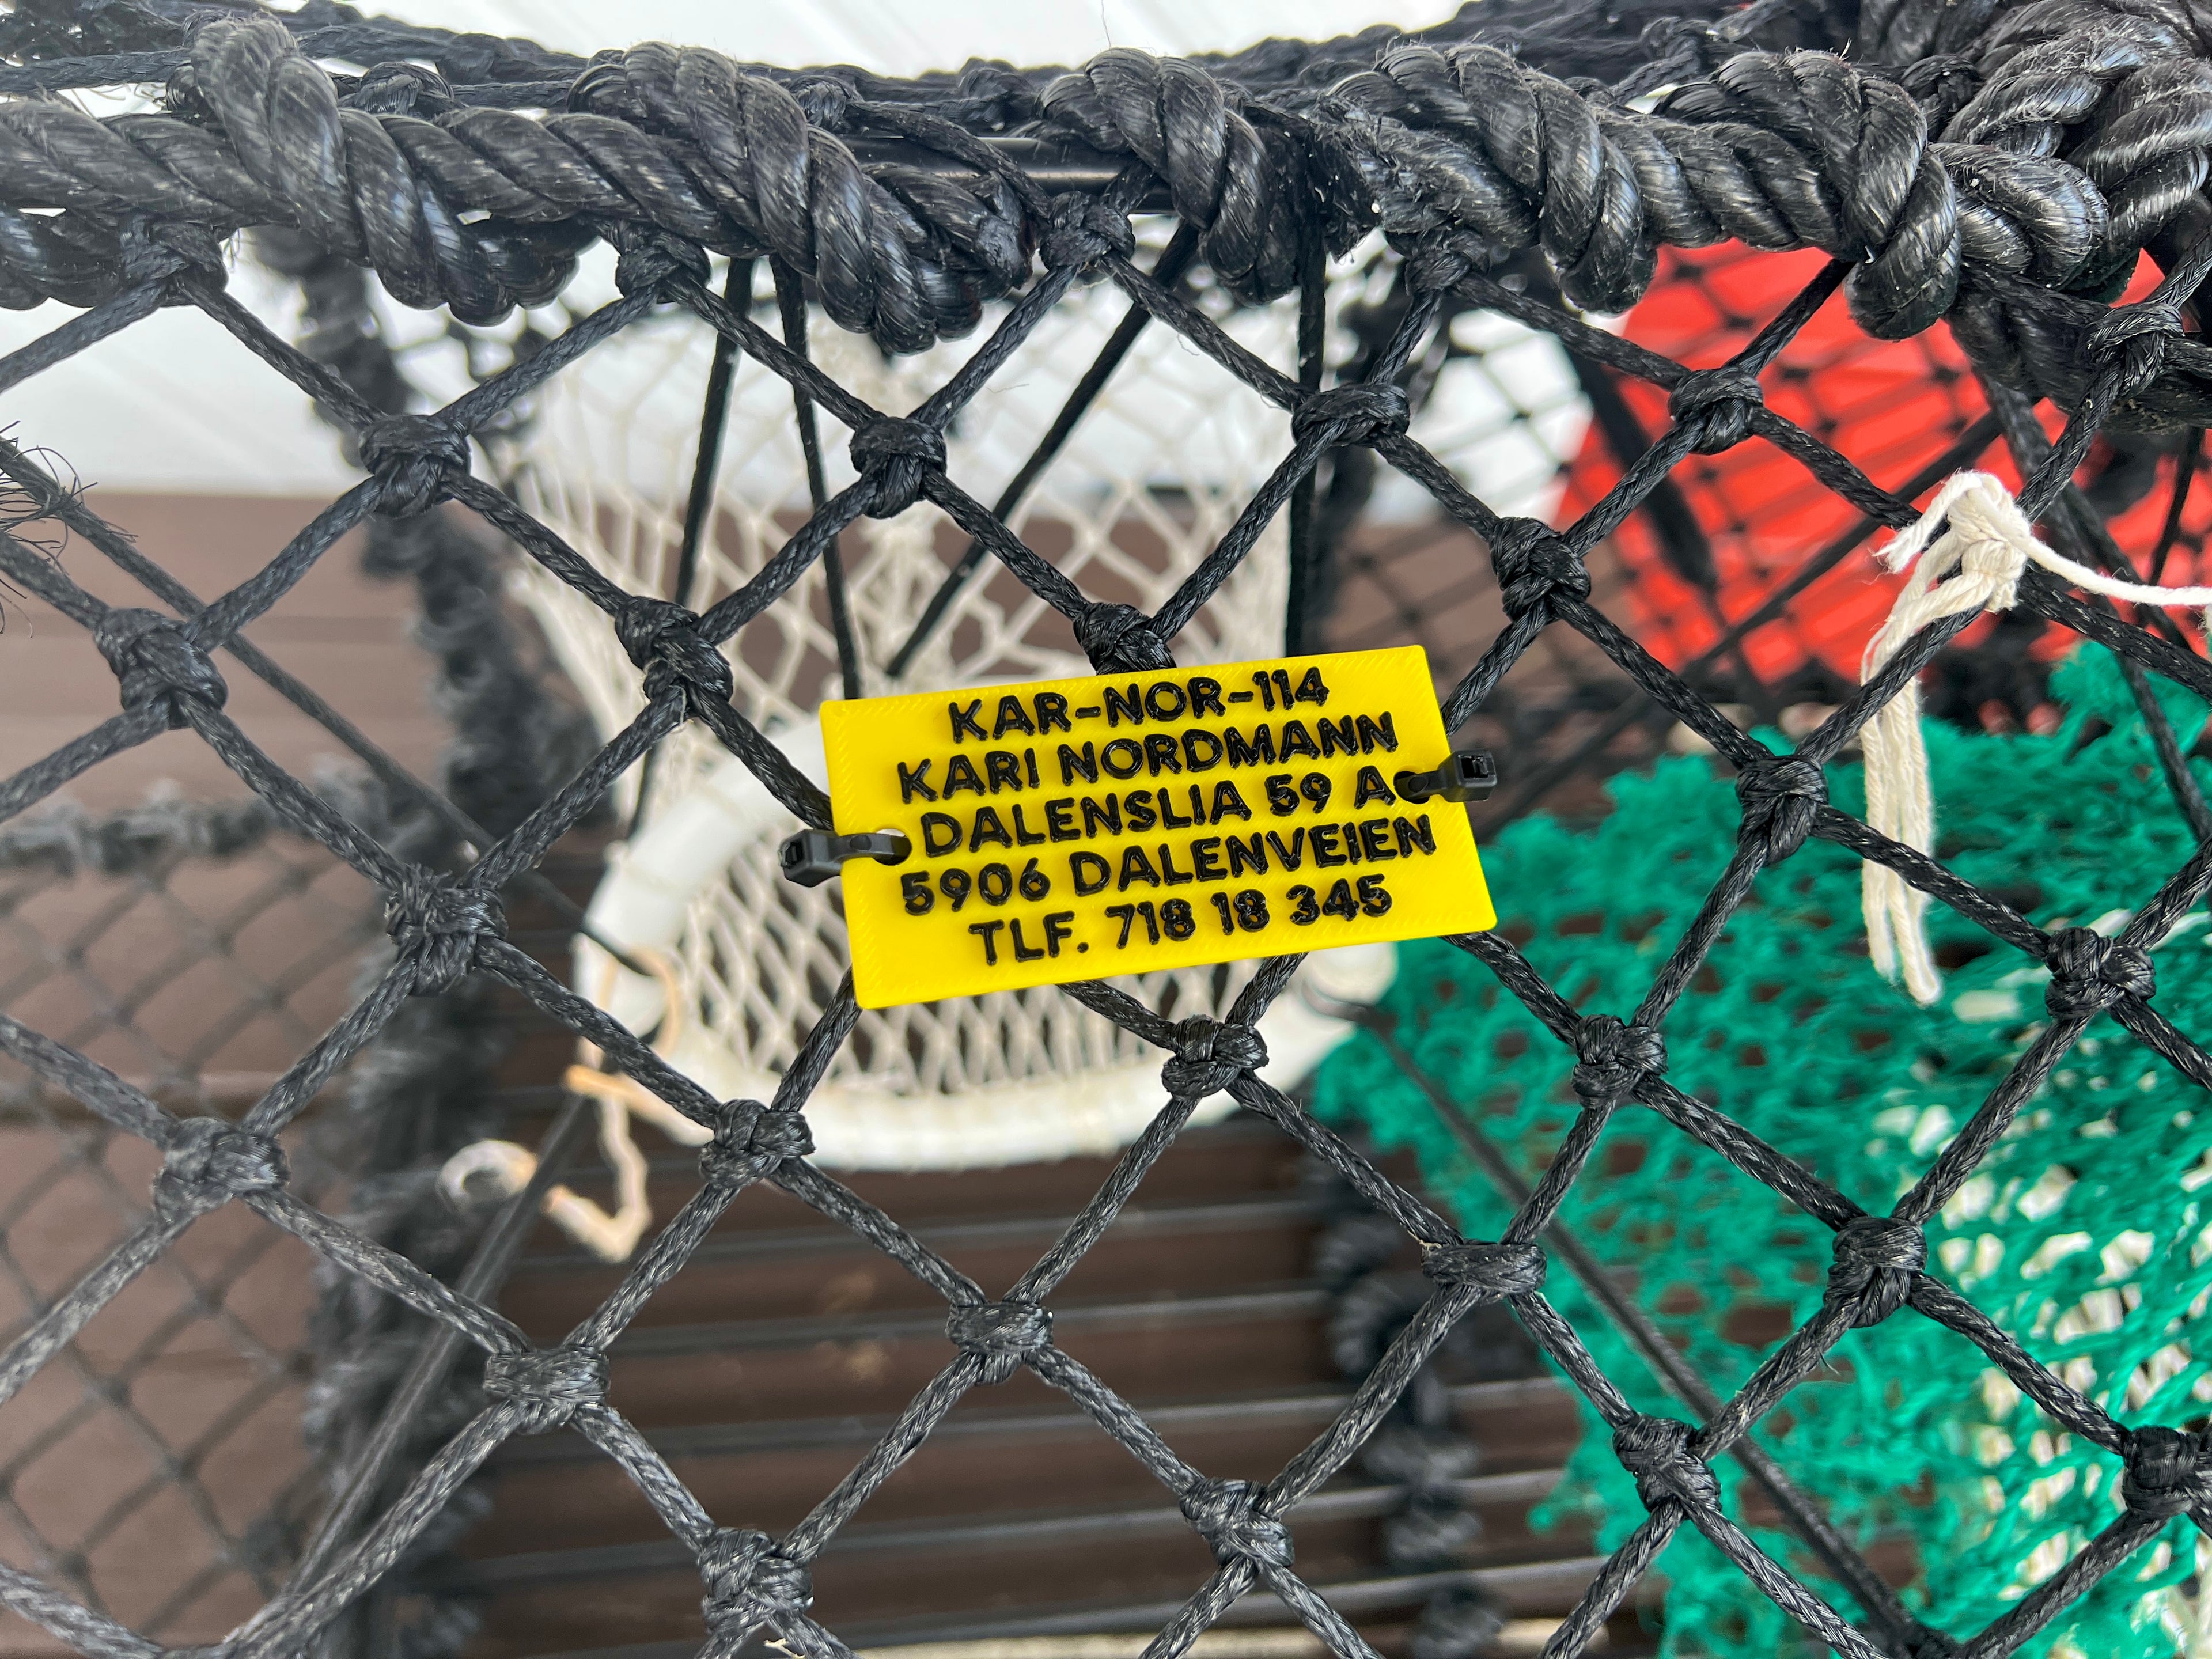 KAR-NOR-114
KARI NORDMANN
DALENSLIA 59 A
5906 DALENVEIEN
TLF. 718 18 345